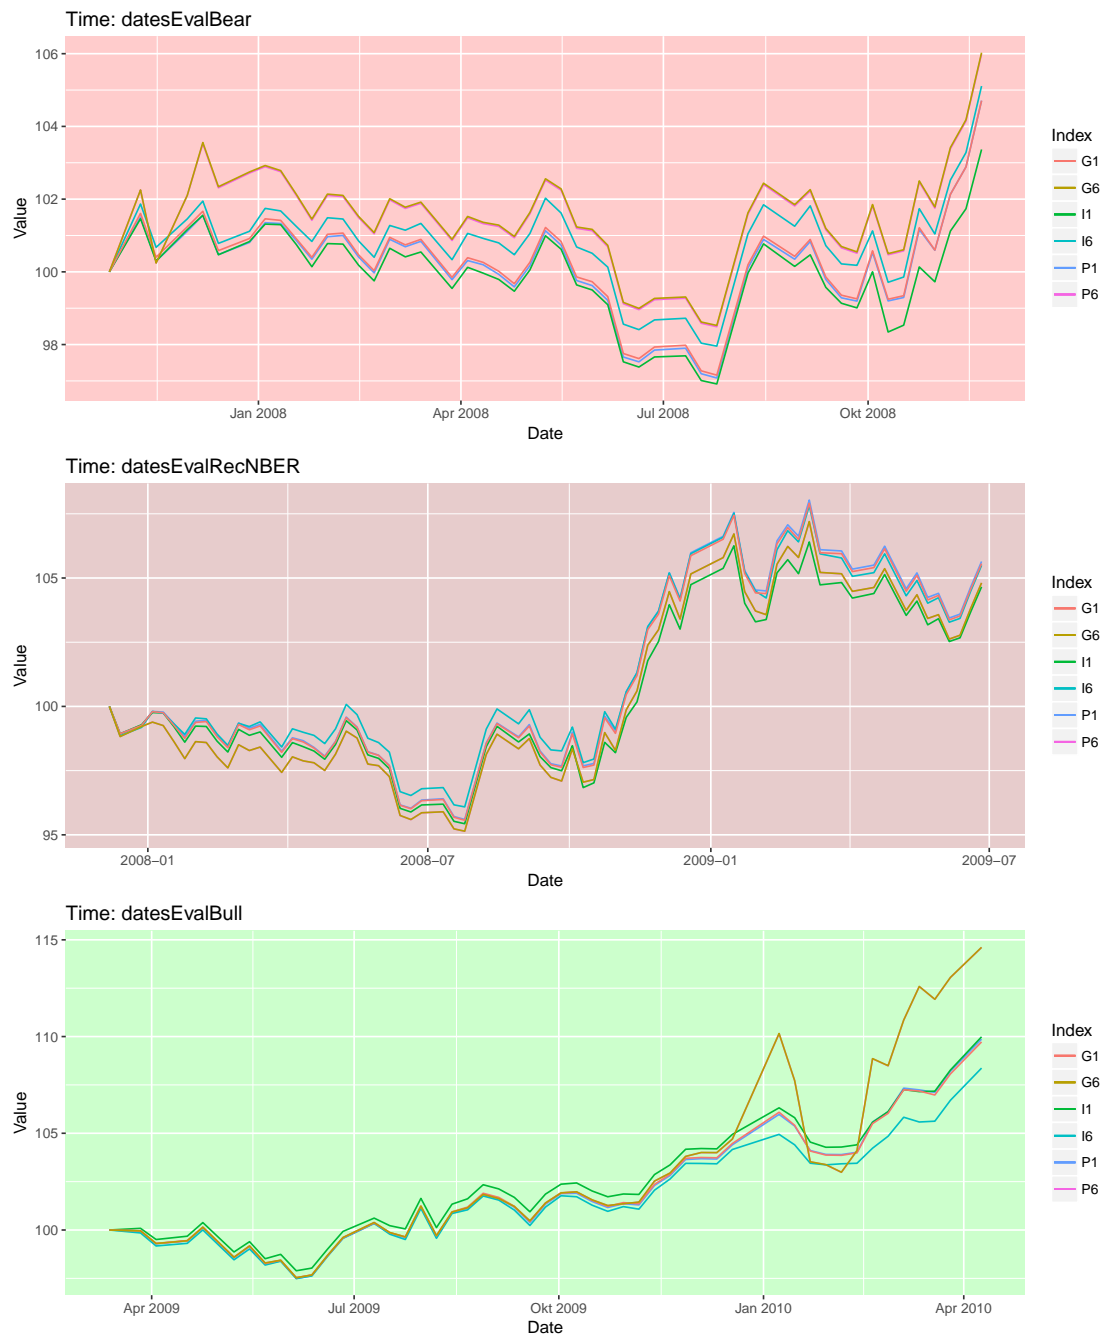 Time: datesEvalBear
106
104
102
100
98
Value
Jan 2008
Apr 2008
Jul 2008
Okt 2008
Date
Index
G1
G6
I1
I6
P1
P6
Time: datesEvalRecNBER
105
100
95
Value
2008−01
2008−07
2009−01
2009−07
Date
Index
G1
G6
I1
I6
P1
P6
Time: datesEvalBull
115
110
105
100
Value
Apr 2009
Jul 2009
Okt 2009
Jan 2010
Apr 2010
Date
Index
G1
G6
I1
I6
P1
P6